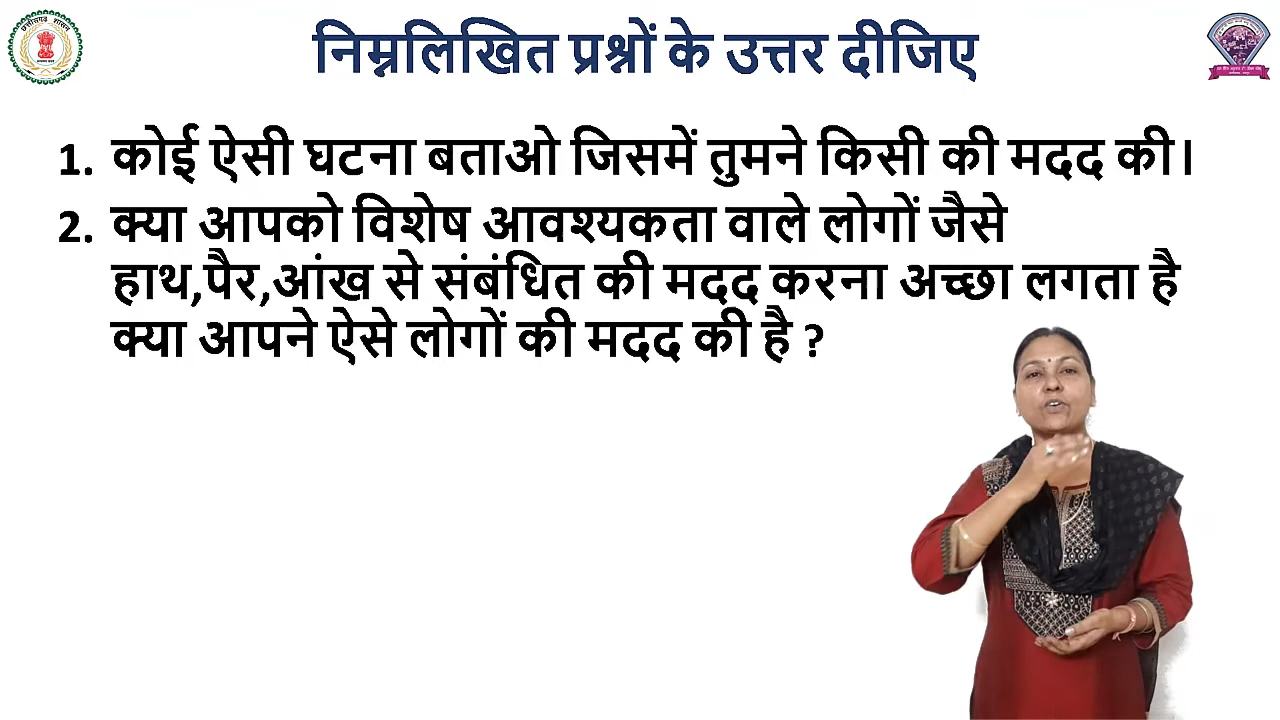 निम्नलिखित प्रश्नों के उत्तर दीजिए
1. कोई ऐसी घटना बताओ जिसमें तुमने किसी की मदद की।
2. क्या आपको विशेष आवश्यकता वाले लोगों जैसे
हाथ,पैर,आंख से संबंधित की मदद करना अच्छा लगता है
क्या आपने ऐसे लोगों की मदद की है ?